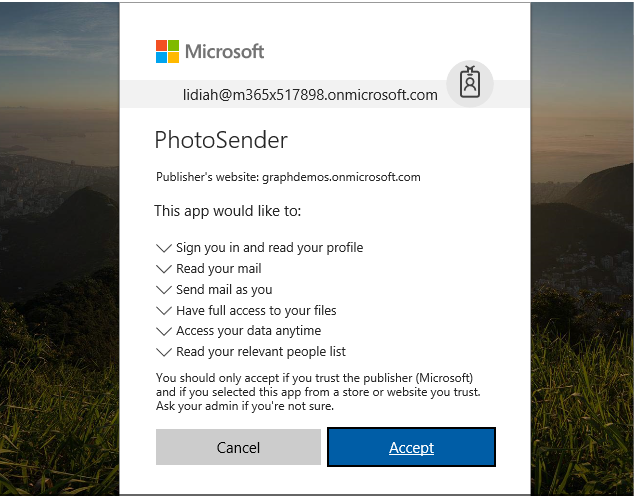 Microsoft
lidiah@m365x517898.onmicrosoft.com
PhotoSender
Publisher's website: graphdemos.onmicrosoft.com
This app would like to:
Sign you in and read your profile
Read your mail
Send mail as you
Have full access to your files
Access your data anytime
Read your relevant people list
You should only accept if you trust the publisher (Microsoft)
and if you selected this app from a store or website you trust.
Ask your admin if you're not sure.
Cancel
Accept